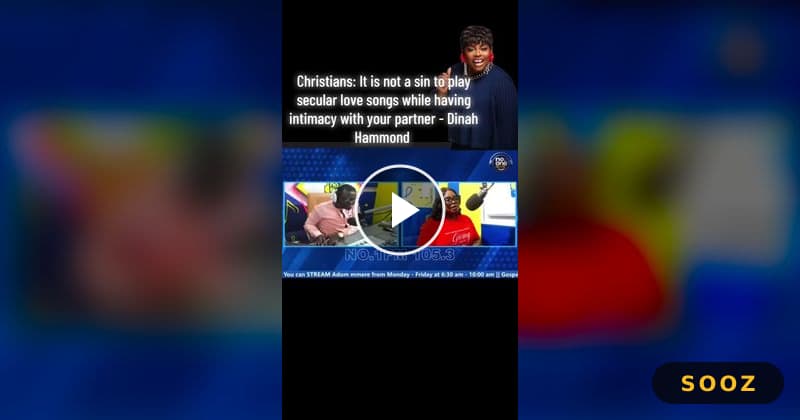 Christians: It is not a sin to play
secular love songs while having
intimacy with your partner - Dinah
Hammond
NO.1FM 105.3
You can STREAM Adom mmere from Monday - Friday at 6:30 am - 10:00 am || Gospe
SOOZ